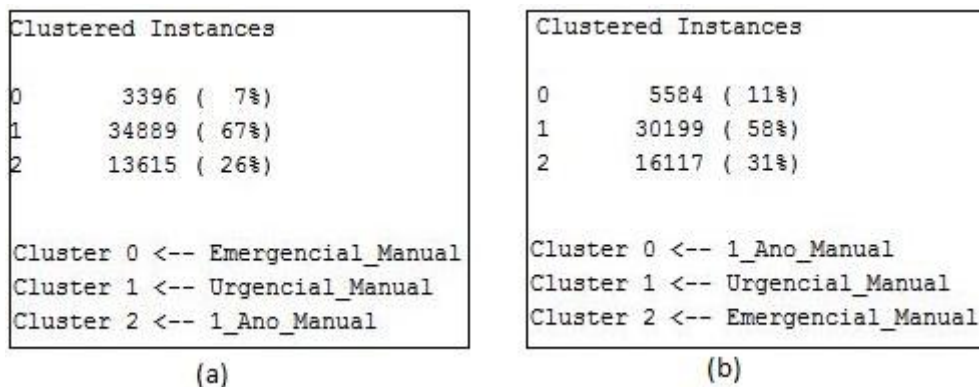 Clustered Instances
0 3396 ( 7%)
1 34889 ( 67%)
2 13615 ( 26%)
Cluster 0 <-- Emergencial_Manual
Cluster 1 <-- Urgencial_Manual
Cluster 2 <-- 1_Ano_Manual
(a)
Clustered Instances
0 5584 ( 11%)
1 30199 ( 58%)
2 16117 ( 31%)
Cluster 0 <-- 1_Ano_Manual
Cluster 1 <-- Urgencial_Manual
Cluster 2 <-- Emergencial_Manual
(b)